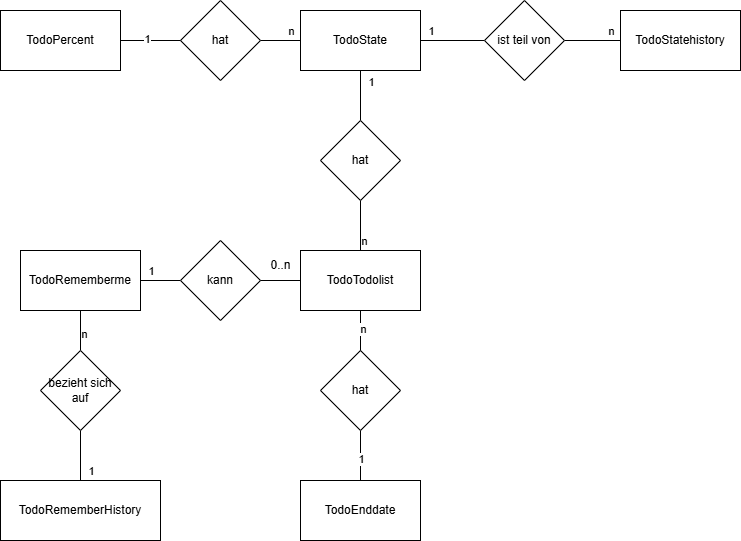 TodoPercent
1
hat
n
TodoState
1
ist teil von
n
TodoStatehistory
1
hat
n
TodoRememberme
1
kann
0..n
TodoTodolist
n
n
bezieht sich
auf
hat
1
1
TodoRememberHistory
TodoEnddate